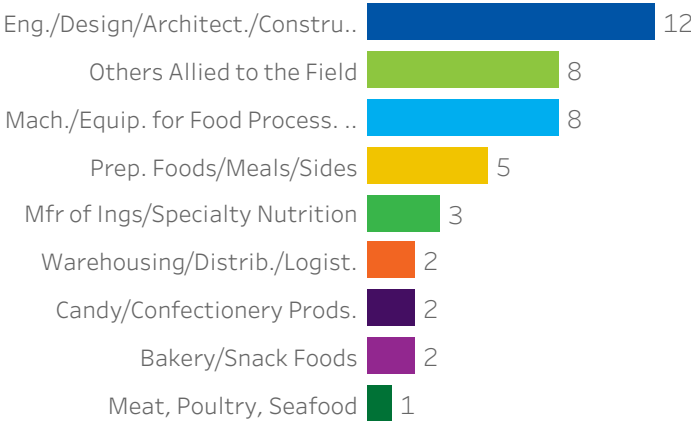 Eng./Design/Architect./Constru.. 12
Others Allied to the Field 8
Mach./Equip. for Food Process. .. 8
Prep. Foods/Meals/Sides 5
Mfr of Ings/Specialty Nutrition 3
Warehousing/Distrib./Logist. 2
Candy/Confectionery Prods. 2
Bakery/Snack Foods 2
Meat, Poultry, Seafood 1